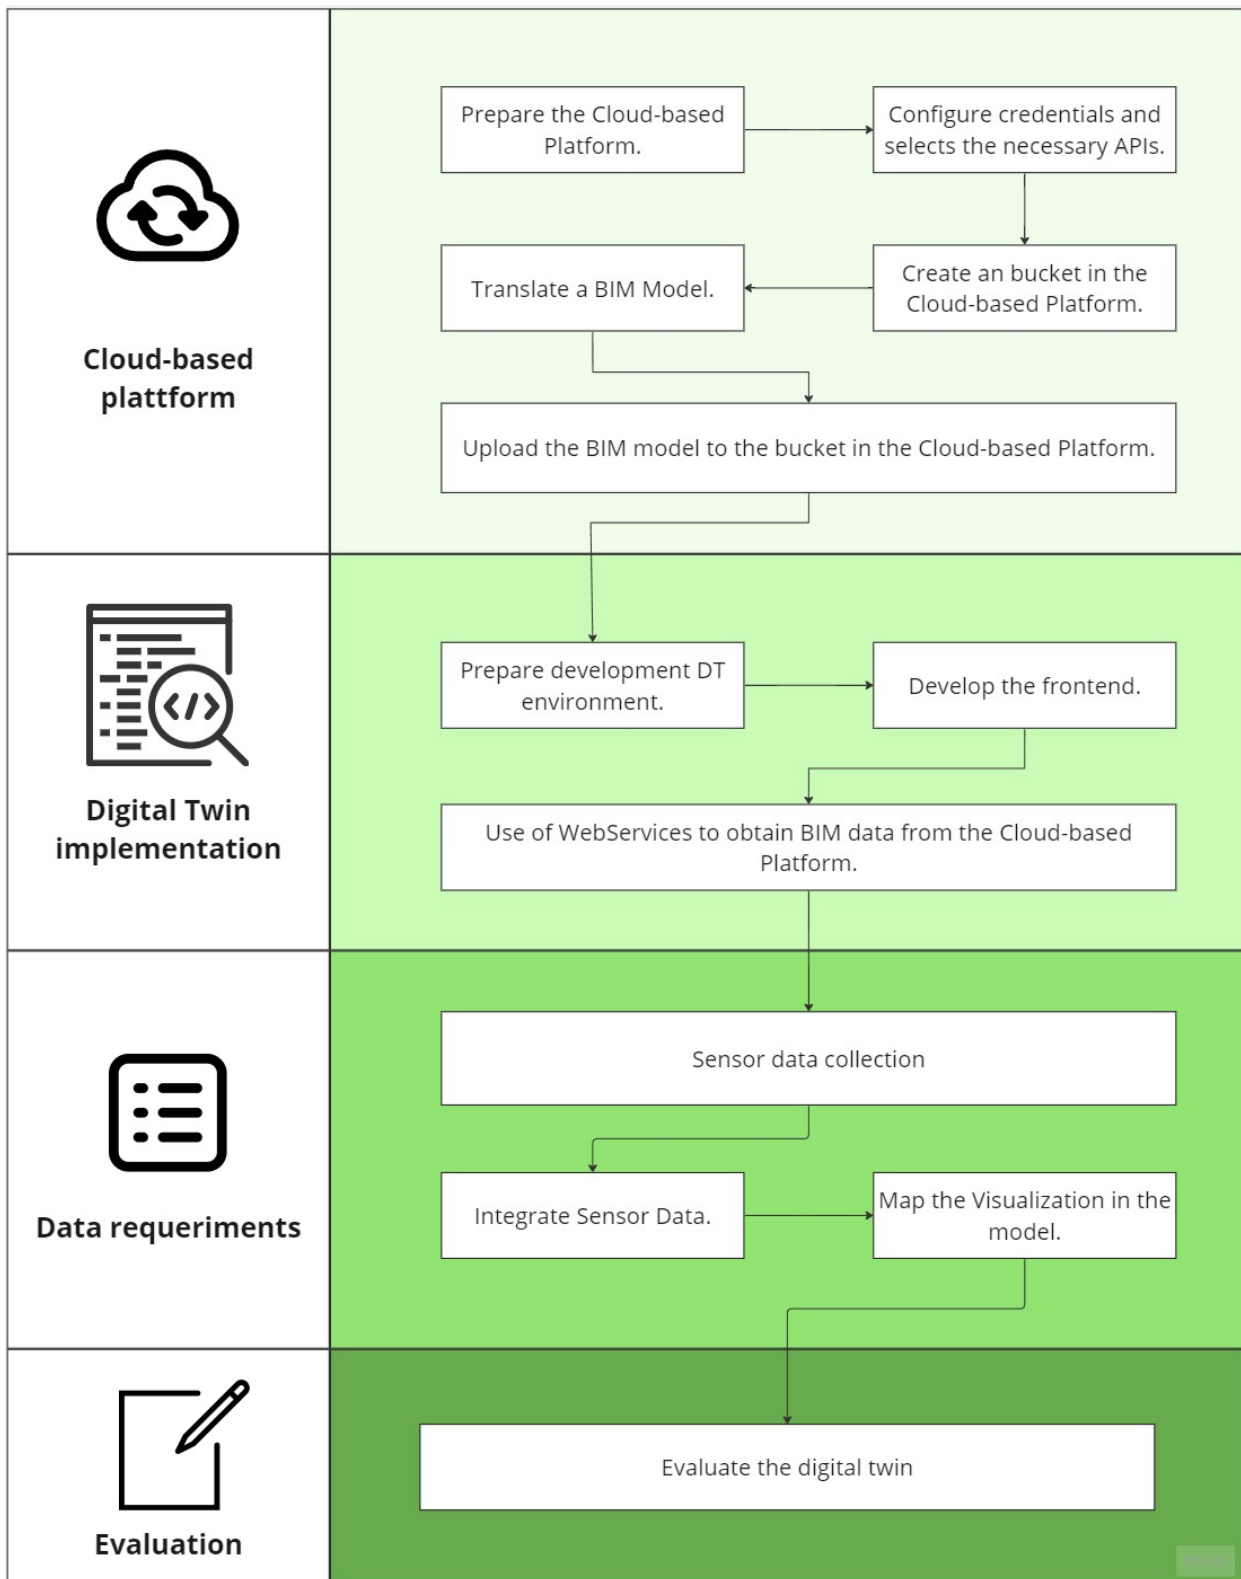 Cloud-based
plattform
Prepare the Cloud-based
Platform.
Configure credentials and
selects the necessary APIs.
Create an bucket in the
Cloud-based Platform.
Translate a BIM Model.
Upload the BIM model to the bucket in the Cloud-based Platform.
Digital Twin
implementation
Prepare development DT
environment.
Develop the frontend.
Use of WebServices to obtain BIM data from the Cloud-based
Platform.
Data requeriments
Sensor data collection
Integrate Sensor Data.
Map the Visualization in the
model.
Evaluation
Evaluate the digital twin